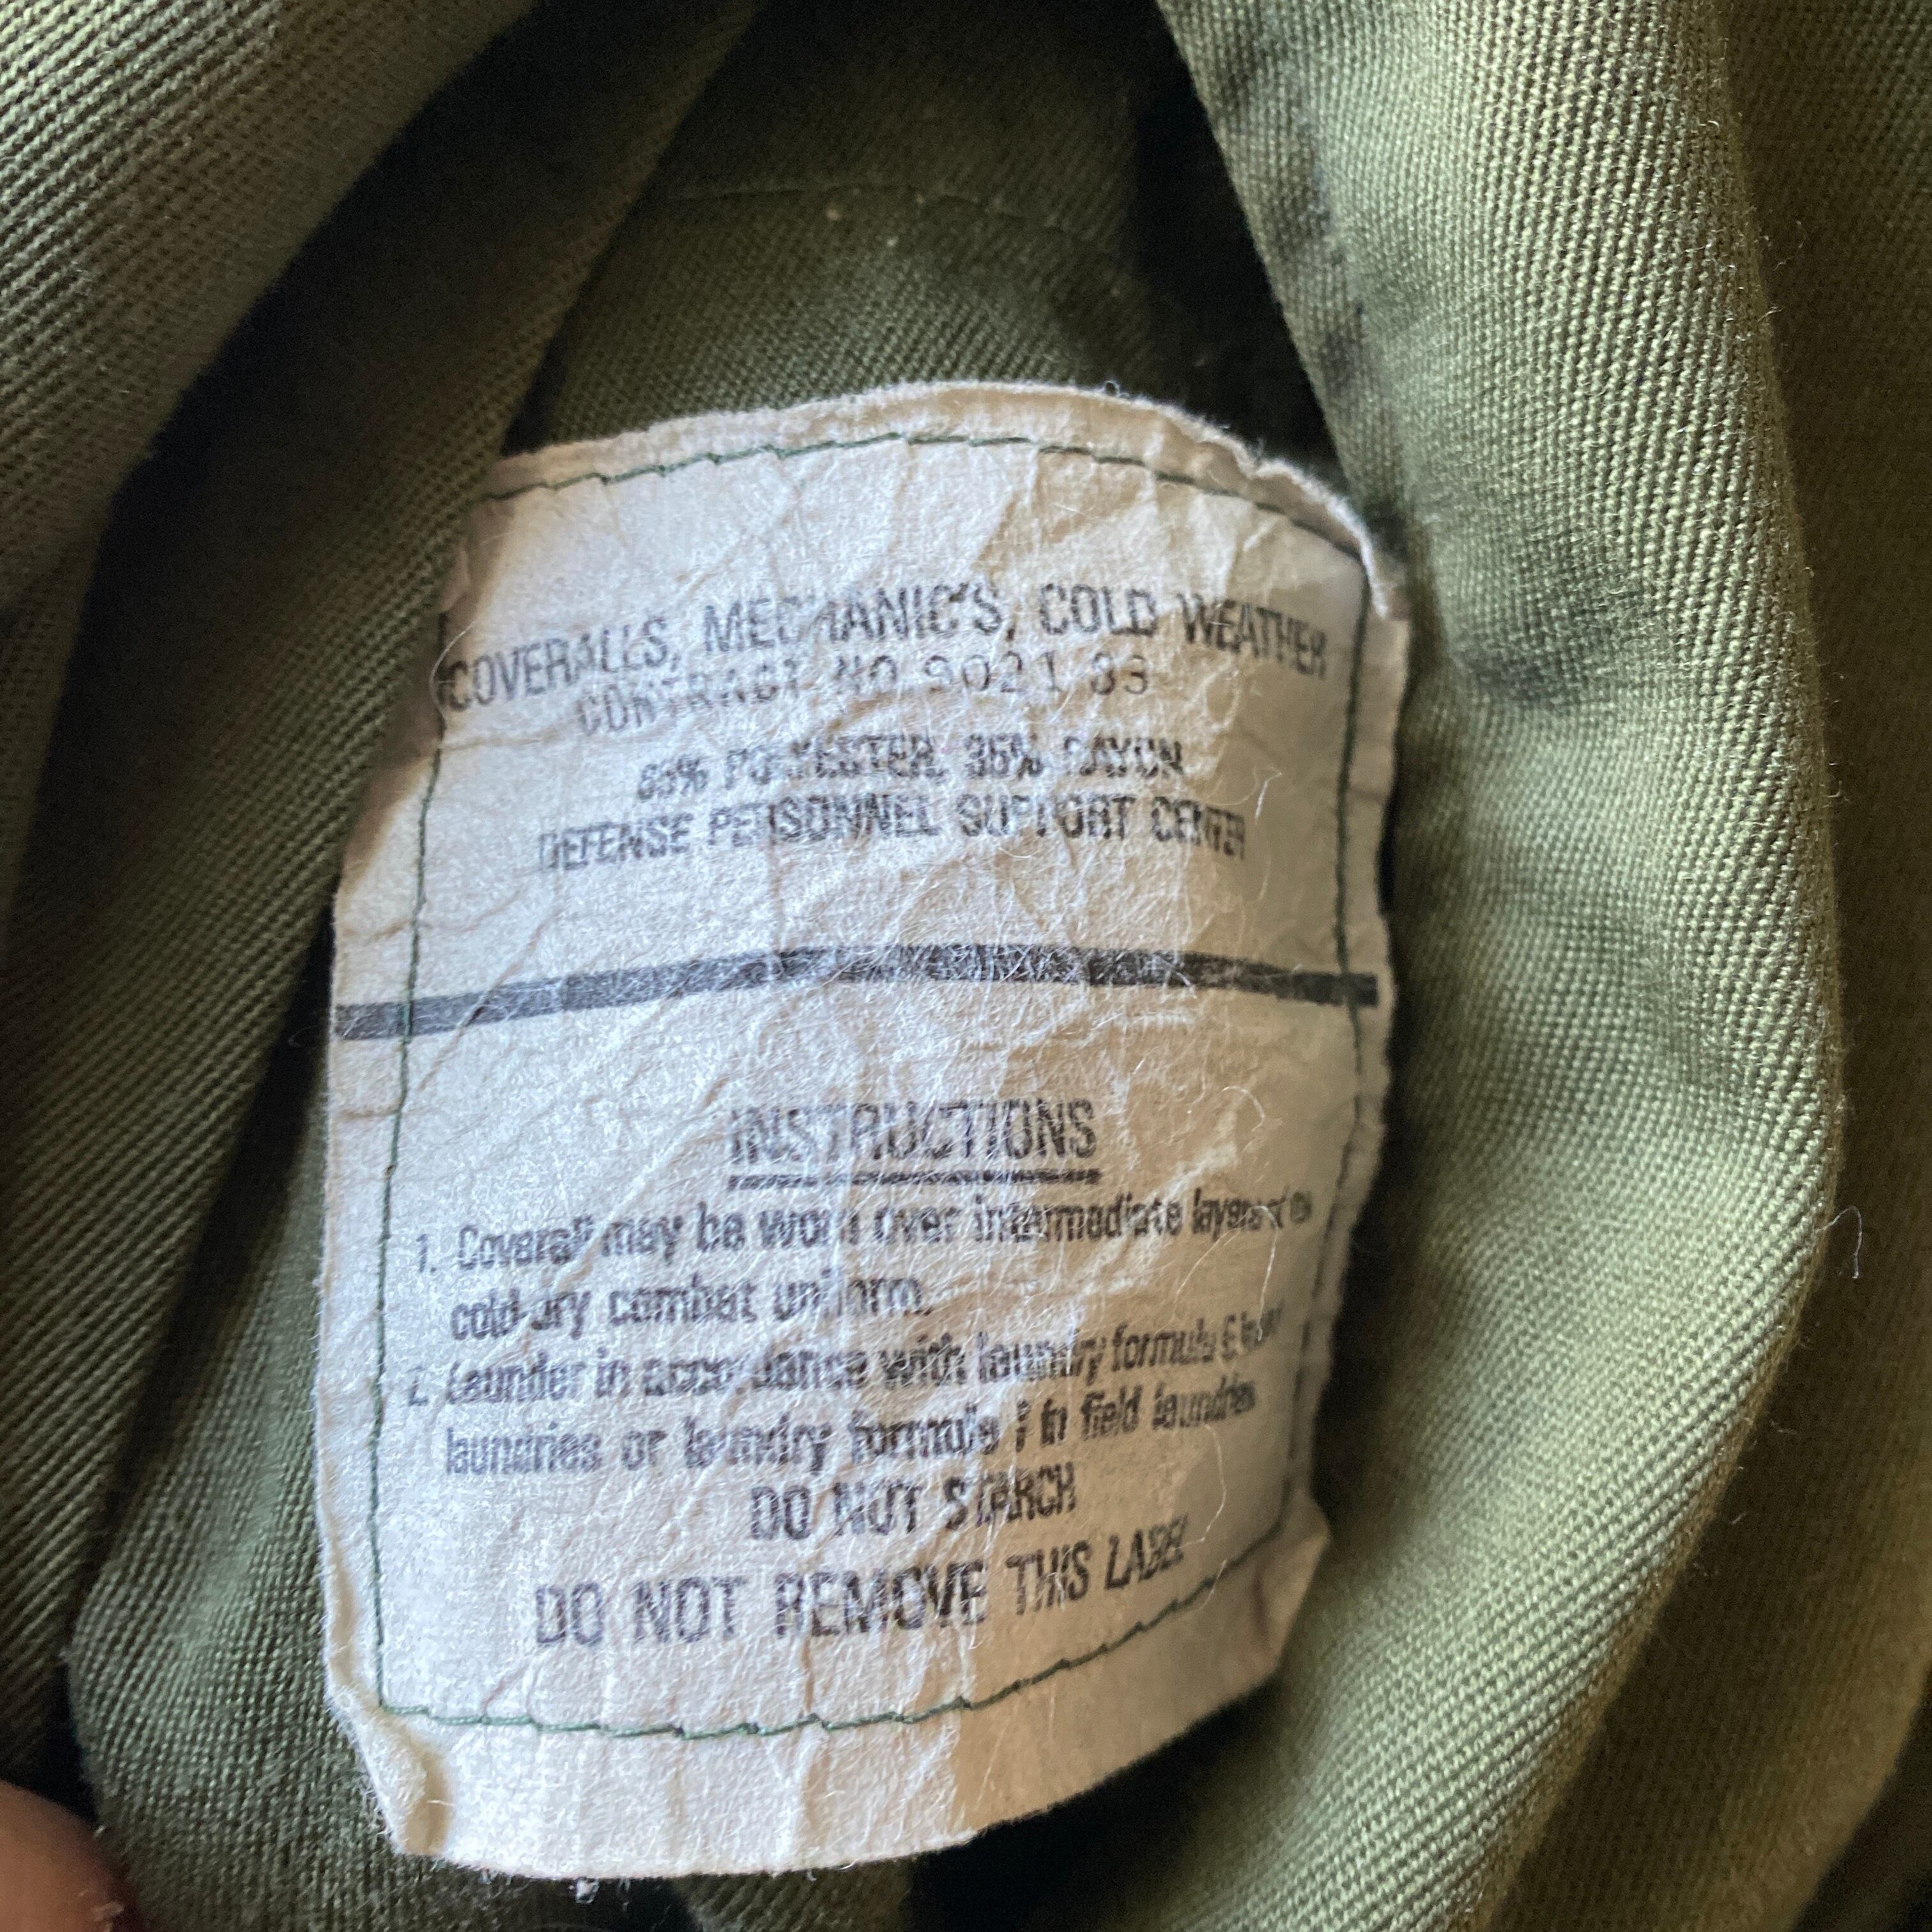 COVERALLS, MECHANIC'S, COLD WEATHER
CONTRACT NO
65% POLYESTER, 35% RAYON
DEFENSE PERSONNEL SUPPORT CENTER
INSTRUCTIONS
1. Coverall may be worn over intermediate layers of
cold-dry combat uniform.
2. Launder in accordance with laundry formula
laundries or laundry formula in field laundries
DO NOT STARCH
DO NOT REMOVE THIS LABEL